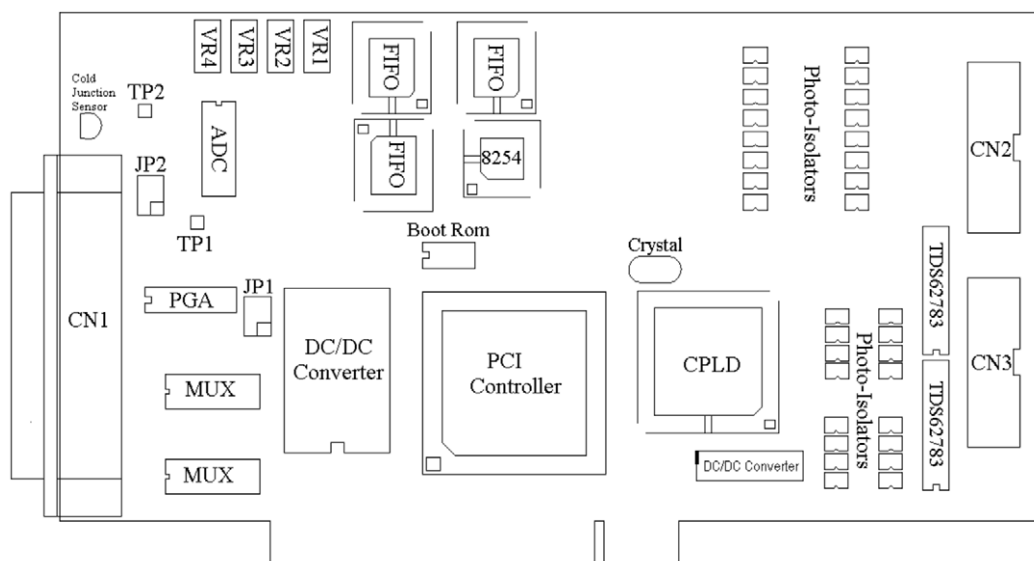 VR4
VR3
VR2
VR1
FIFO
FIFO
Cold
Junction
Sensor
TP2
ADC
FIFO
8254
Photo-Isolators
CN2
JP2
TP1
Boot Rom
Crystal
TDS62783
PGA
JP1
CN1
DC/DC
Converter
PCI
Controller
CPLD
Photo-Isolators
CN3
MUX
TDS62783
MUX
DC/DC Converter